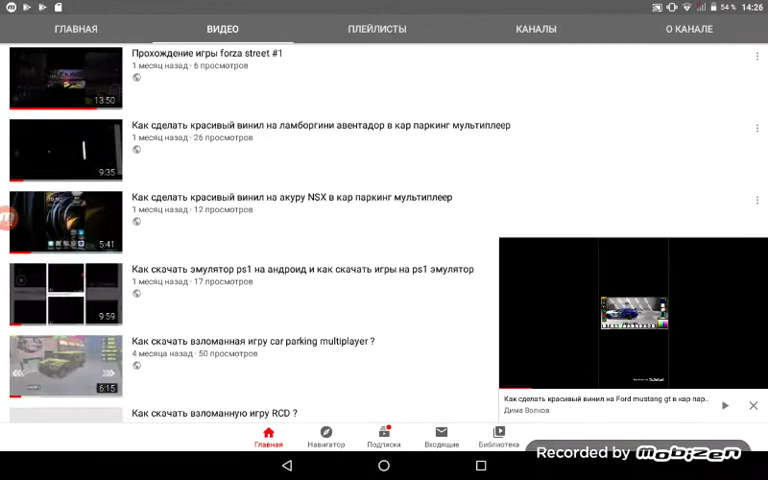 54 % 14:26
ГЛАВНАЯ ВИДЕО ПЛЕЙЛИСТЫ КАНАЛЫ О КАНАЛЕ
Прохождение игры forza street #1
1 месяц назад · 6 просмотров
13:50
Как сделать красивый винил на ламборгини авентадор в кар паркинг мультиплеер
1 месяц назад · 26 просмотров
9:35
Как сделать красивый винил на акуру NSX в кар паркинг мультиплеер
1 месяц назад · 12 просмотров
5:41
Как скачать эмулятор ps1 на андроид и как скачать игры на ps1 эмулятор
1 месяц назад · 17 просмотров
9:59
Как скачать взломанная игру car parking multiplayer ?
4 месяца назад · 50 просмотров
6:15
Как скачать взломанную игру RCD ?
Как сделать красивый винил на Ford mustang gt в кар пар...
Дима Волков
Главная Навигатор Подписки Входящие Библиотека
Recorded by Mobizen